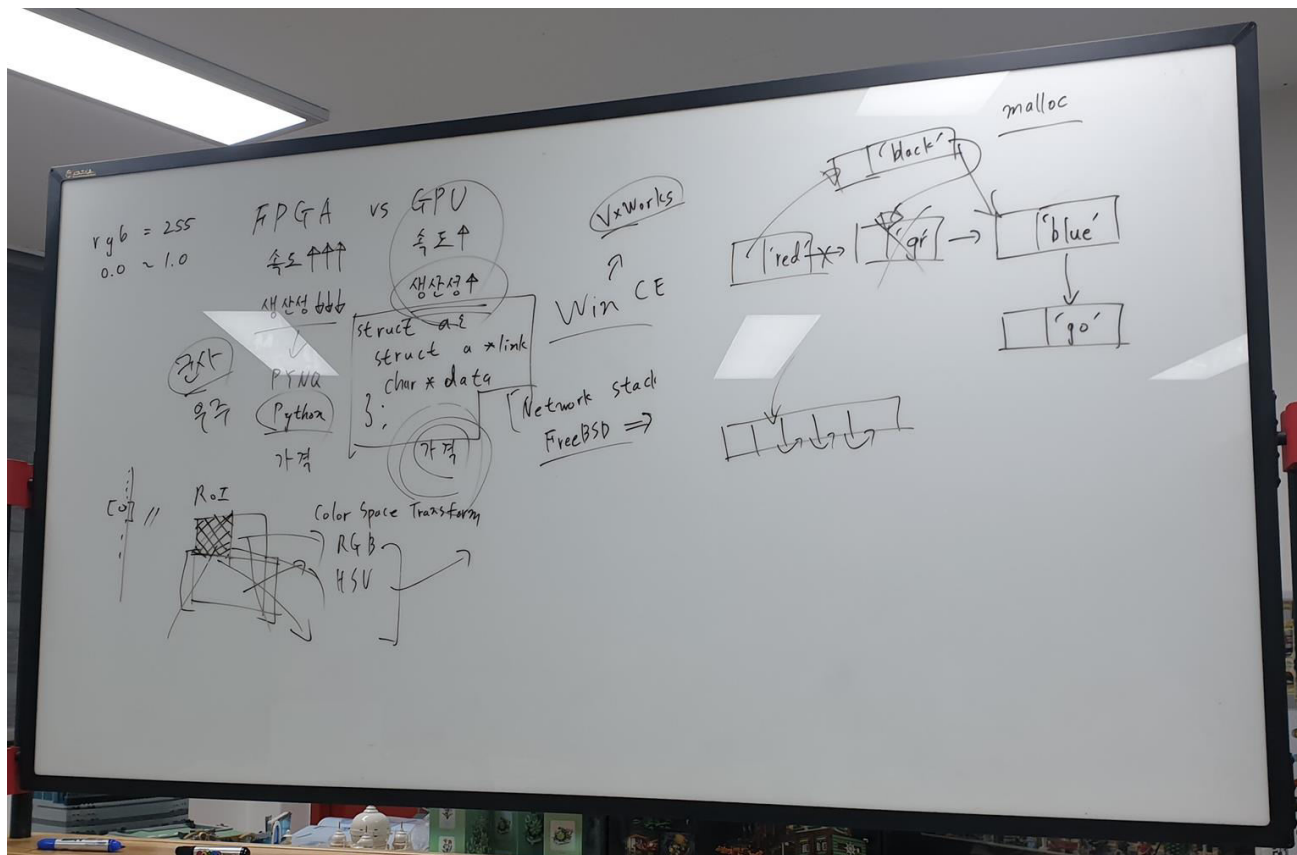 rgb = 255
0.0 ~ 1.0
FPGA vs GPU
속도↑↑↑
속도↑
생산성↓↓↓
생산성↑
군사
우주
PYNQ
Python
가격
struct a {
struct a *link
char * data
};
가격
VxWorks
↑
Win CE
[Network stack
FreeBSD ⇒
malloc
'black'
'red'
'gr'
'blue'
'go'
RoI
Color Space Transform
RGB
HSV